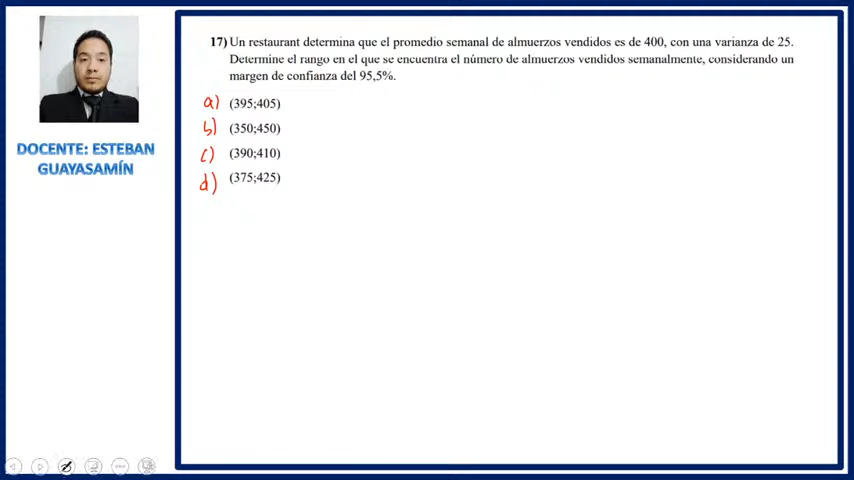 17) Un restaurant determina que el promedio semanal de almuerzos vendidos es de 400, con una varianza de 25.
Determine el rango en el que se encuentra el número de almuerzos vendidos semanalmente, considerando un
margen de confianza del 95,5%.
a) (395;405)
b) (350;450)
c) (390;410)
d) (375;425)
DOCENTE: ESTEBAN
GUAYASAMÍN